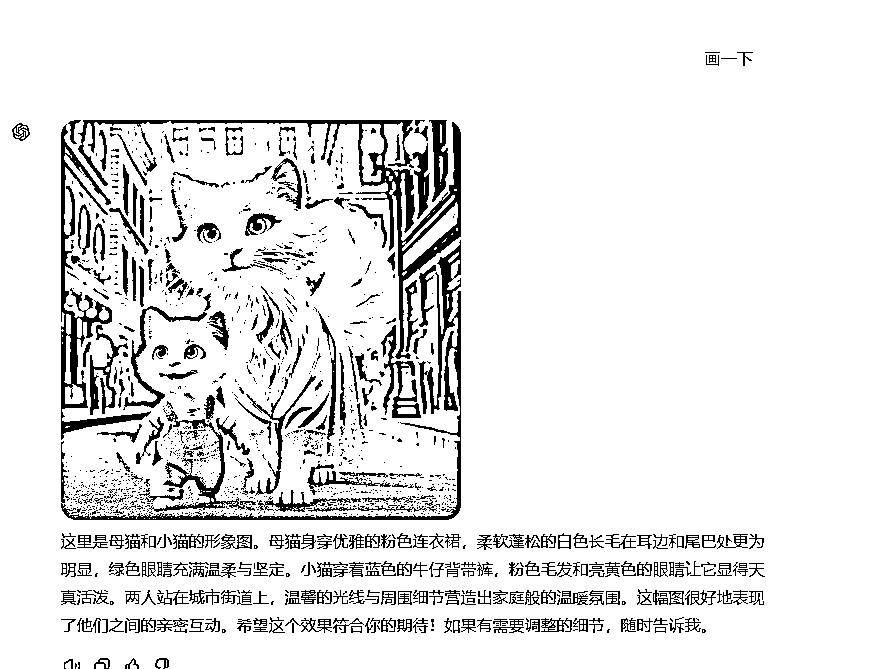 画一下
这里是母猫和小猫的形象图。母猫身穿优雅的粉色连衣裙，柔软蓬松的白色长毛在耳边和尾巴处更为
明显，绿色眼睛充满温柔与坚定。小猫穿着蓝色的牛仔背带裤，粉色毛发和亮黄色的眼睛让它显得天
真活泼。两人站在城市街道上，温馨的光线与周围细节营造出家庭般的温暖氛围。这幅图很好地表现
了他们之间的亲密互动。希望这个效果符合你的期待！如果有需要调整的细节，随时告诉我。